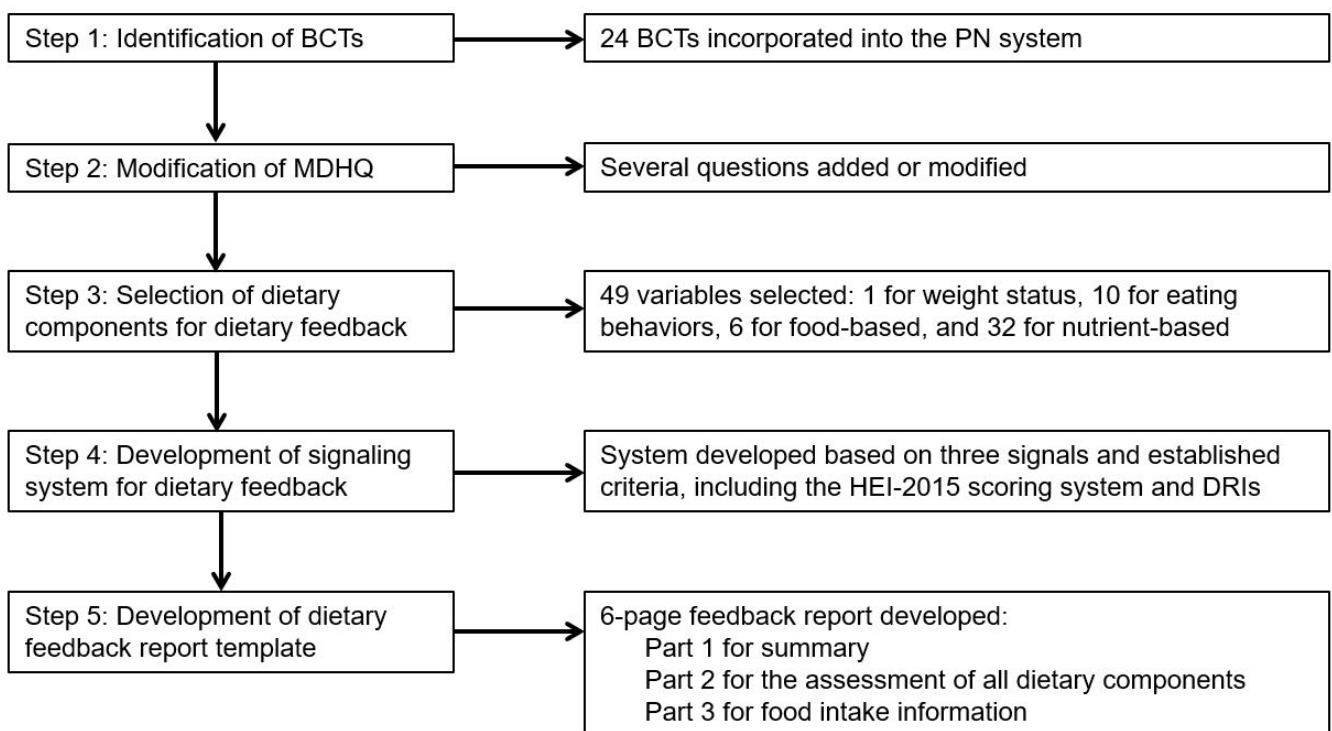 Step 1: Identification of BCTs
24 BCTs incorporated into the PN system
Step 2: Modification of MDHQ
Several questions added or modified
Step 3: Selection of dietary
components for dietary feedback
49 variables selected: 1 for weight status, 10 for eating
behaviors, 6 for food-based, and 32 for nutrient-based
Step 4: Development of signaling
system for dietary feedback
System developed based on three signals and established
criteria, including the HEI-2015 scoring system and DRIs
Step 5: Development of dietary
feedback report template
6-page feedback report developed:
Part 1 for summary
Part 2 for the assessment of all dietary components
Part 3 for food intake information